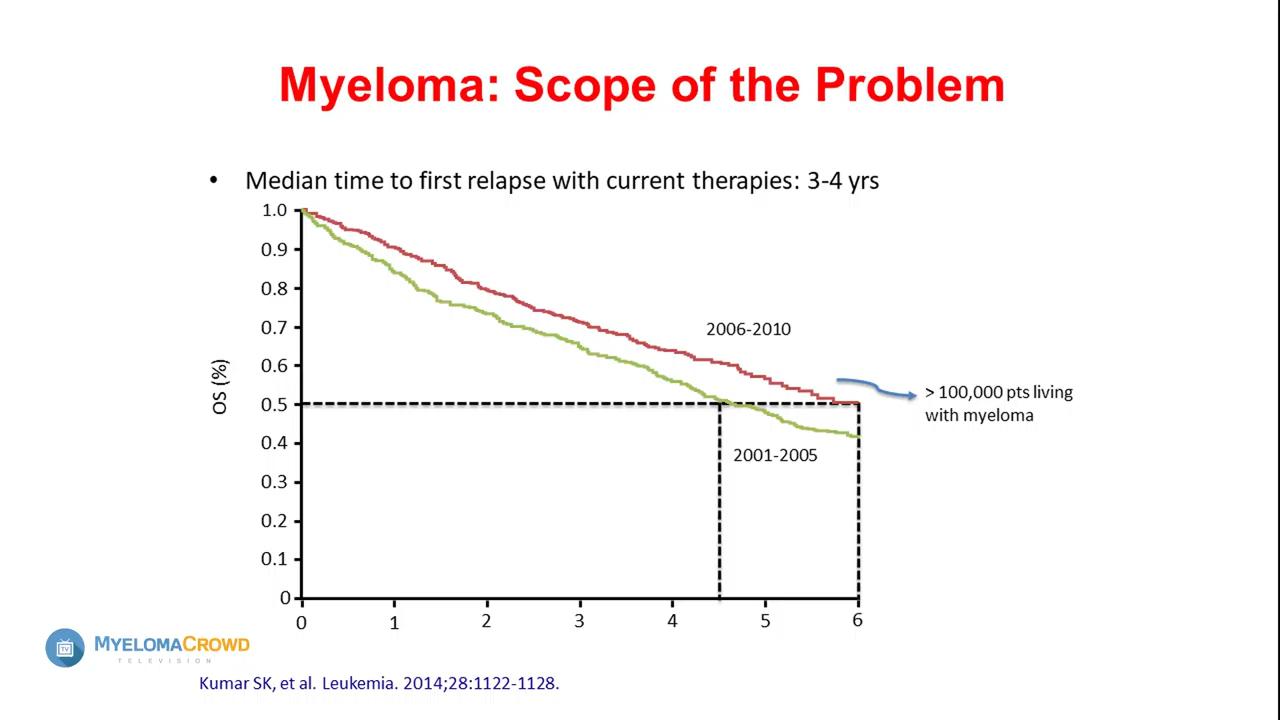 Myeloma: Scope of the Problem
• Median time to first relapse with current therapies: 3-4 yrs
1.0
0.9
0.8
0.7
0.6
0.5
0.4
0.3
0.2
0.1
0
OS (%)
2006-2010
> 100,000 pts living
with myeloma
2001-2005
0 1 2 3 4 5 6
TV
MYELOMACROWD
TELEVISION
Kumar SK, et al. Leukemia. 2014;28:1122-1128.